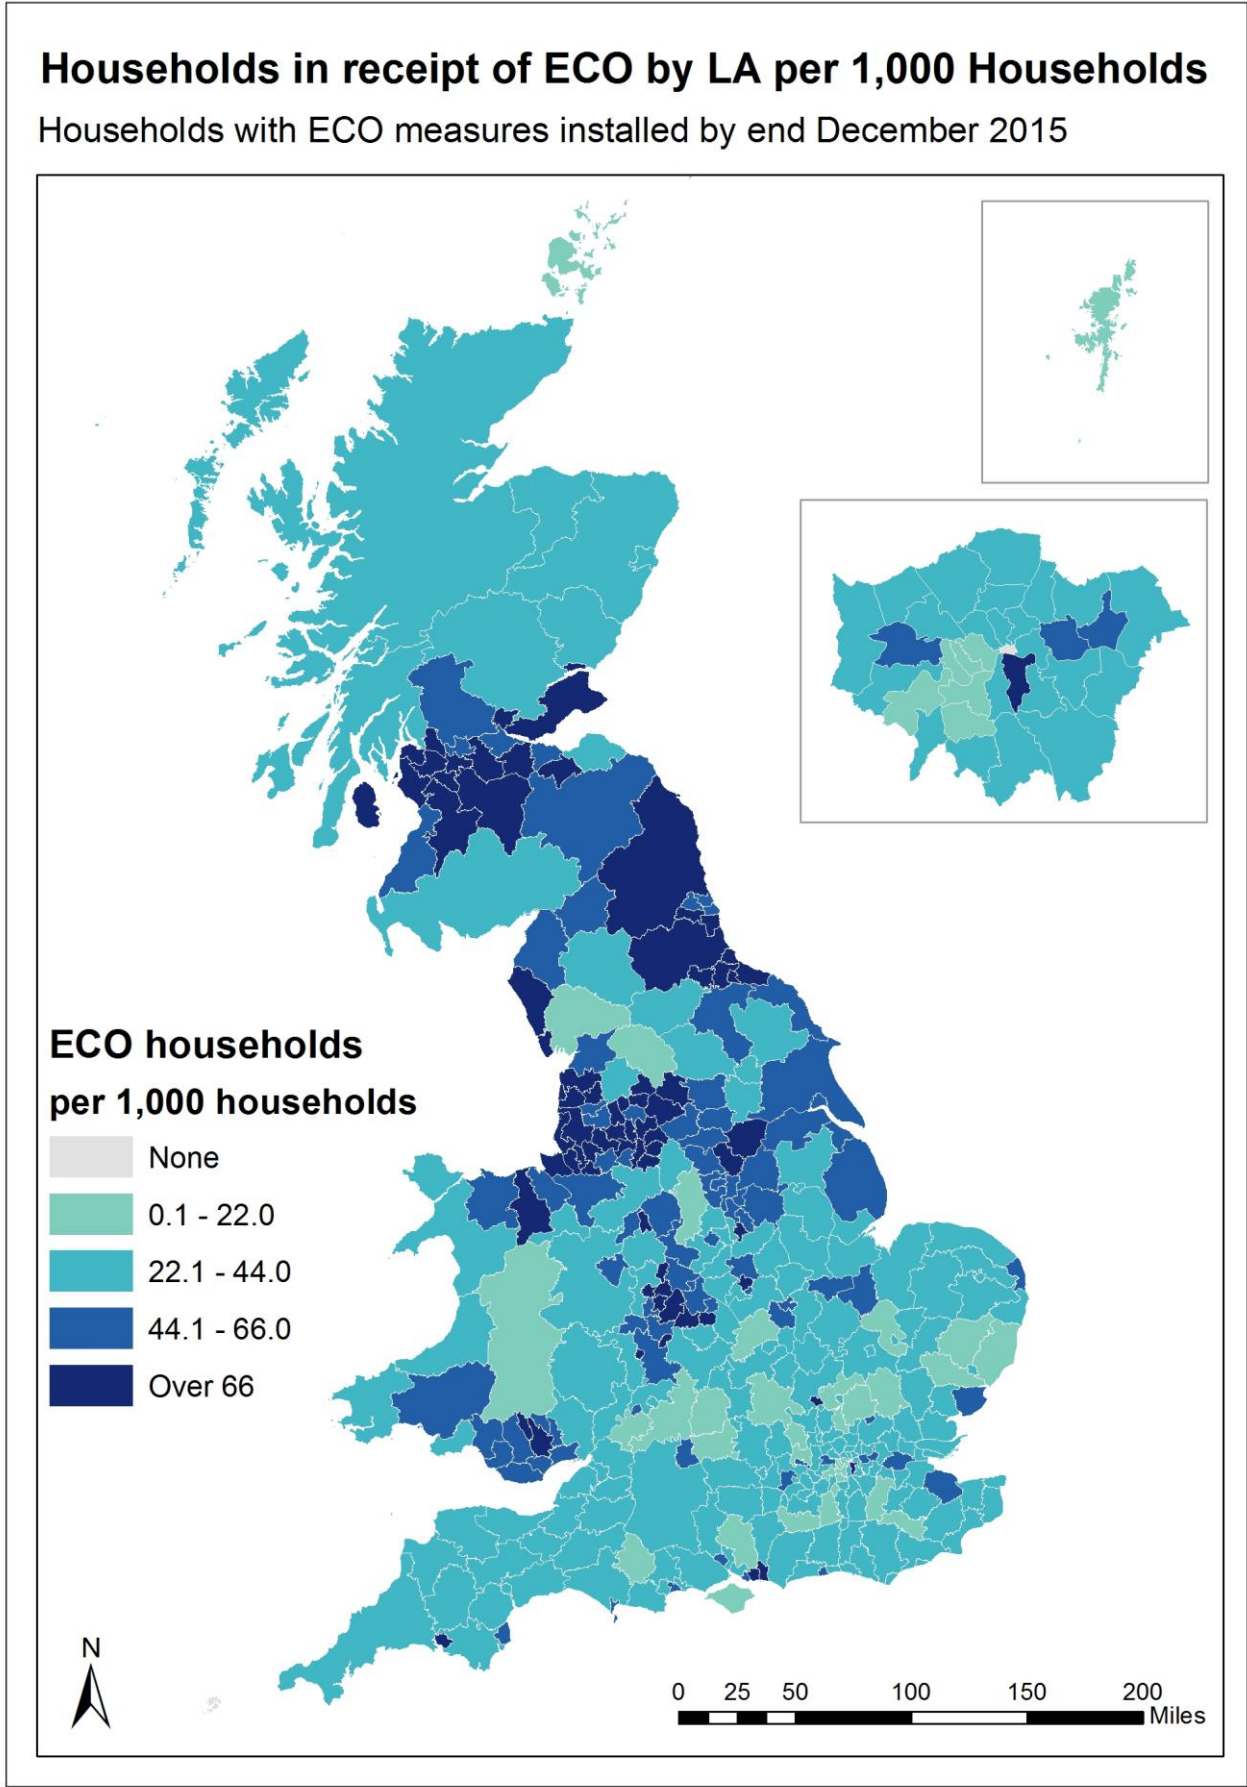 Households in receipt of ECO by LA per 1,000 Households
Households with ECO measures installed by end December 2015
ECO households
per 1,000 households
None
0.1 - 22.0
22.1 - 44.0
44.1 - 66.0
Over 66
N
0 25 50 100 150 200
Miles